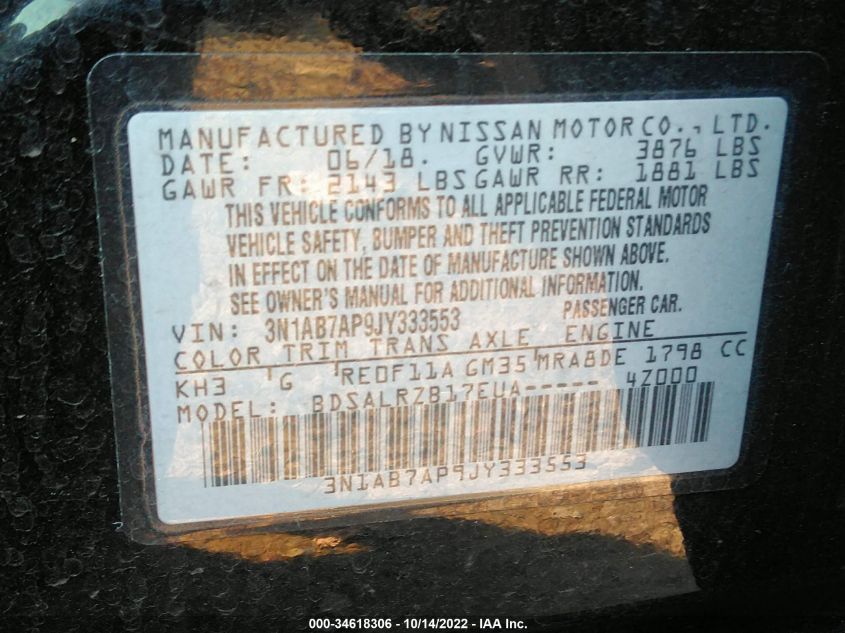 MANUFACTURED BY NISSAN MOTOR CO., LTD.
DATE: 06/18. GVWR: 3876 LBS
GAWR FR: 2143 LBS GAWR RR: 1881 LBS
THIS VEHICLE CONFORMS TO ALL APPLICABLE FEDERAL MOTOR
VEHICLE SAFETY, BUMPER AND THEFT PREVENTION STANDARDS
IN EFFECT ON THE DATE OF MANUFACTURE SHOWN ABOVE.
SEE OWNER'S MANUAL FOR ADDITIONAL INFORMATION.
VIN: 3N1AB7AP9JY333553 PASSENGER CAR.
COLOR TRIM TRANS AXLE ENGINE
KH3 'G 'RE0F11A GM35'MRA8DE 1798 CC
MODEL: BDSALRZB17EUA----- 4Z000
3N1AB7AP9JY333553
000-34618306 - 10/14/2022 - IAA Inc.